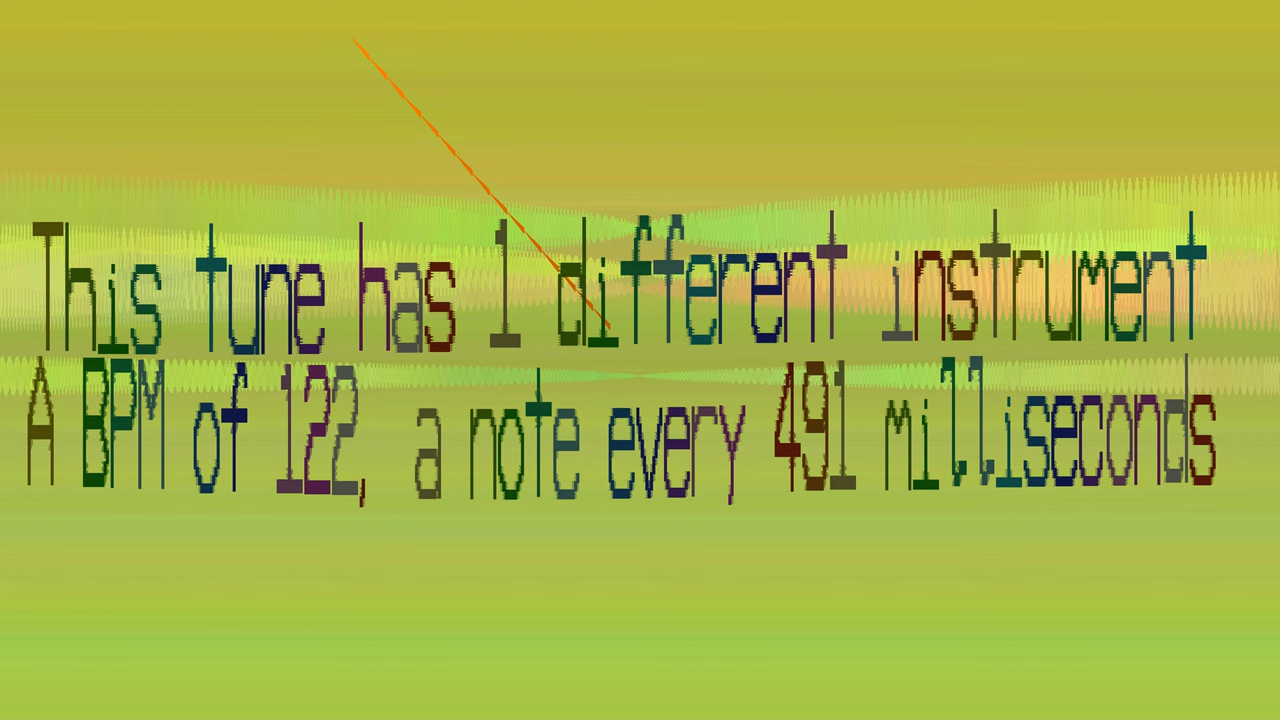 This tune has 1 different instrument
A BPM of 122, a note every 491 milliseconds